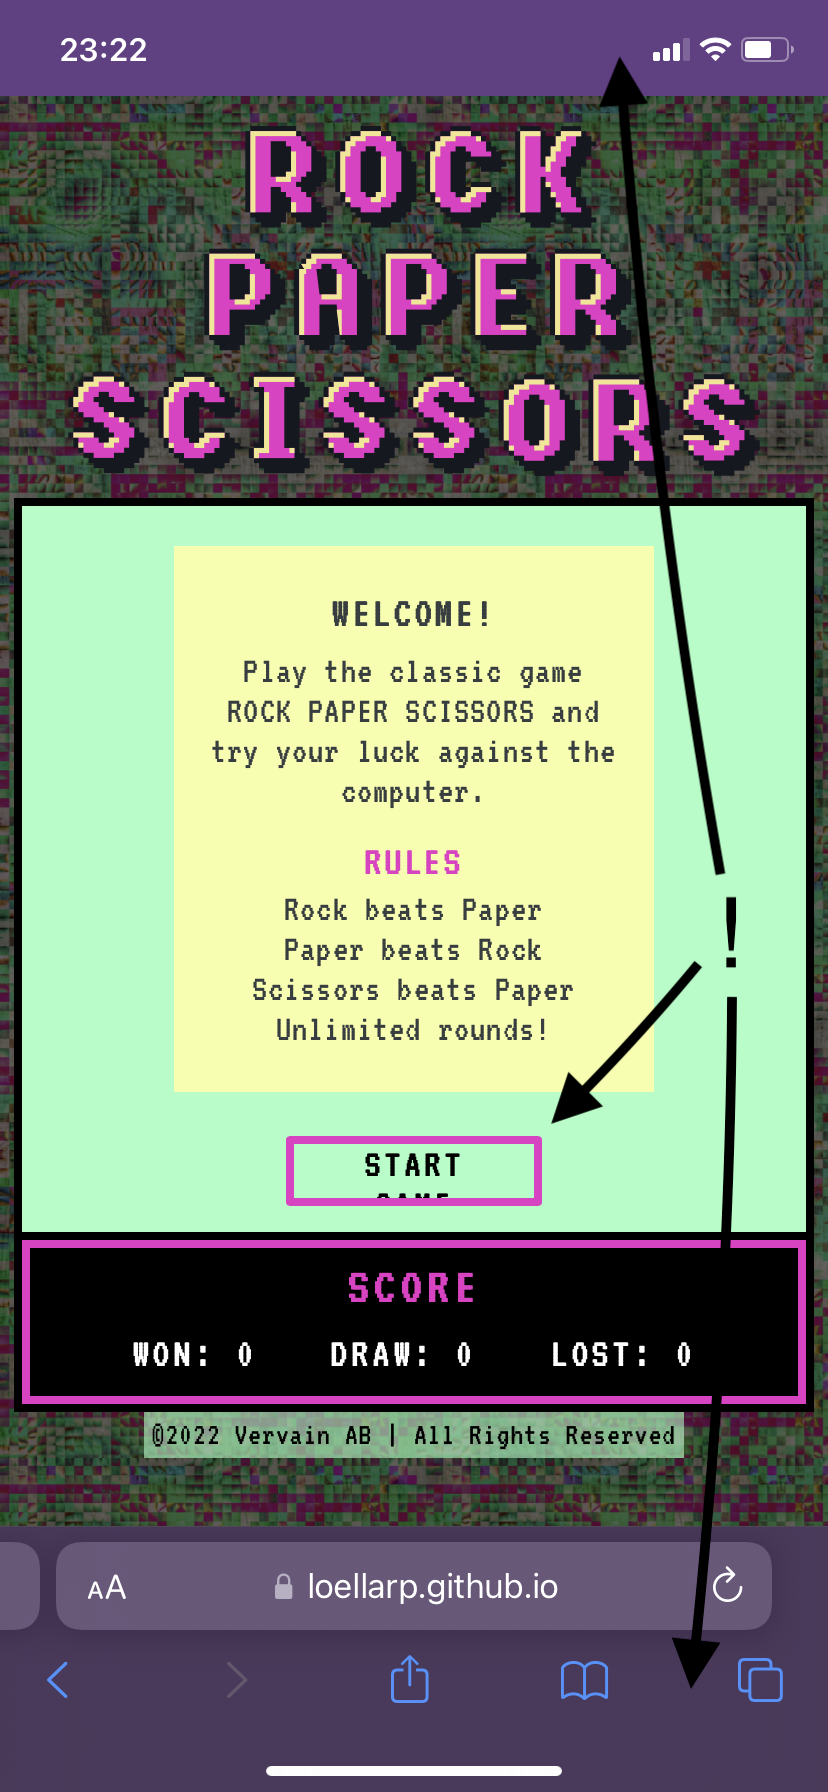 23:22
ROCK
PAPER
SCISSORS
WELCOME!
Play the classic game
ROCK PAPER SCISSORS and
try your luck against the
computer.
RULES
Rock beats Paper
Paper beats Rock
Scissors beats Paper
Unlimited rounds!
!
START
GAME
SCORE
WON: 0 DRAW: 0 LOST: 0
©2022 Vervain AB | All Rights Reserved
AA loellarp.github.io